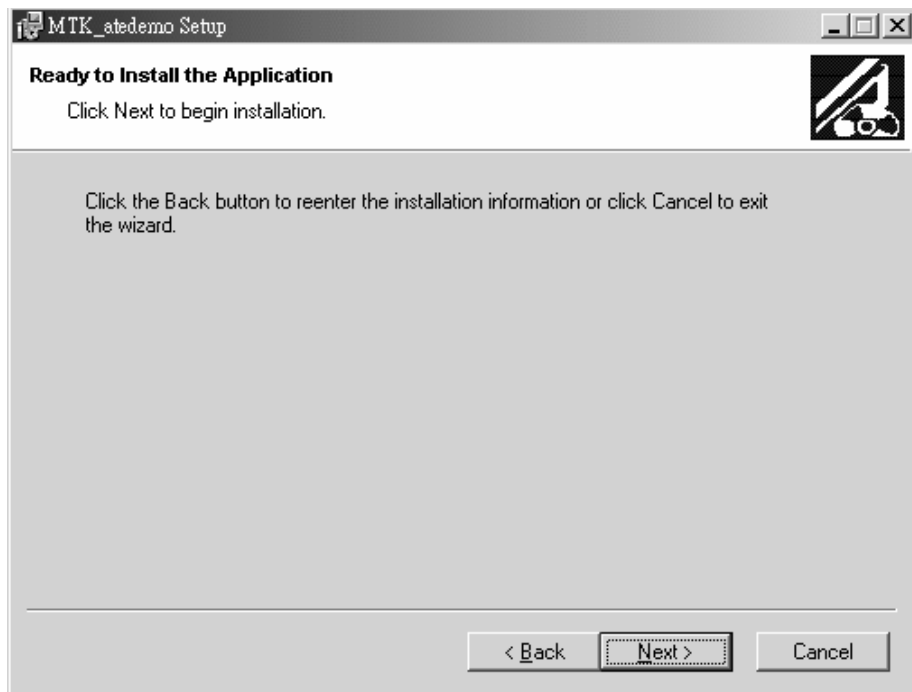 MTK_atedemo Setup
Ready to Install the Application
Click Next to begin installation.
Click the Back button to reenter the installation information or click Cancel to exit
the wizard.
< Back
Next >
Cancel